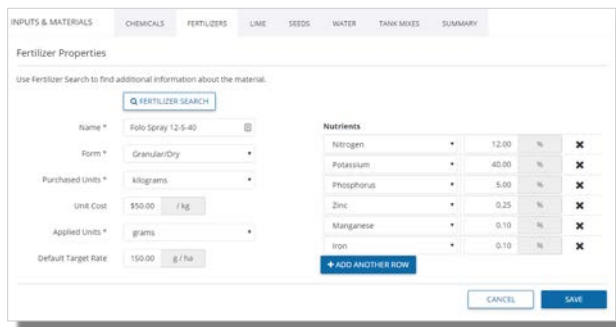 INPUTS & MATERIALS CHEMICALS FERTILIZERS LIME SEEDS WATER TANK MIXES SUMMARY
Fertilizer Properties
Use Fertilizer Search to find additional information about the material.
FERTILIZER SEARCH
Name * Folo Spray 12-5-40
Form * Granular/Dry
Purchased Units * kilograms
Unit Cost $50.00 / kg
Applied Units * grams
Default Target Rate 150.00 g / ha
Nutrients
Nitrogen 12.00 %
Potassium 40.00 %
Phosphorus 5.00 %
Zinc 0.25 %
Manganese 0.10 %
Iron 0.10 %
+ ADD ANOTHER ROW
CANCEL SAVE